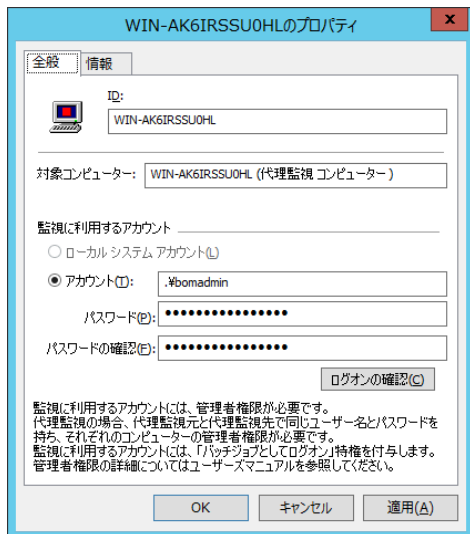 WIN-AK6IRSSU0HLのプロパティ
x
全般
情報
ID:
WIN-AK6IRSSU0HL
対象コンピューター:
WIN-AK6IRSSU0HL (代理監視 コンピューター)
監視に利用するアカウント
ローカル システム アカウント(L)
アカウント(T):
.¥bomadmin
パスワード(P):
●●●●●●●●●●●●●●●●
パスワードの確認(F):
●●●●●●●●●●●●●●●●
ログオンの確認(C)
監視に利用するアカウントには、管理者権限が必要です。
代理監視の場合、代理監視元と代理監視先で同じユーザー名とパスワードを
持ち、それぞれのコンピューターの管理者権限が必要です。
監視に利用するアカウントには、「バッチジョブとしてログオン」特権を付与します。
管理者権限の詳細についてはユーザーズマニュアルを参照してください。
OK
キャンセル
適用(A)